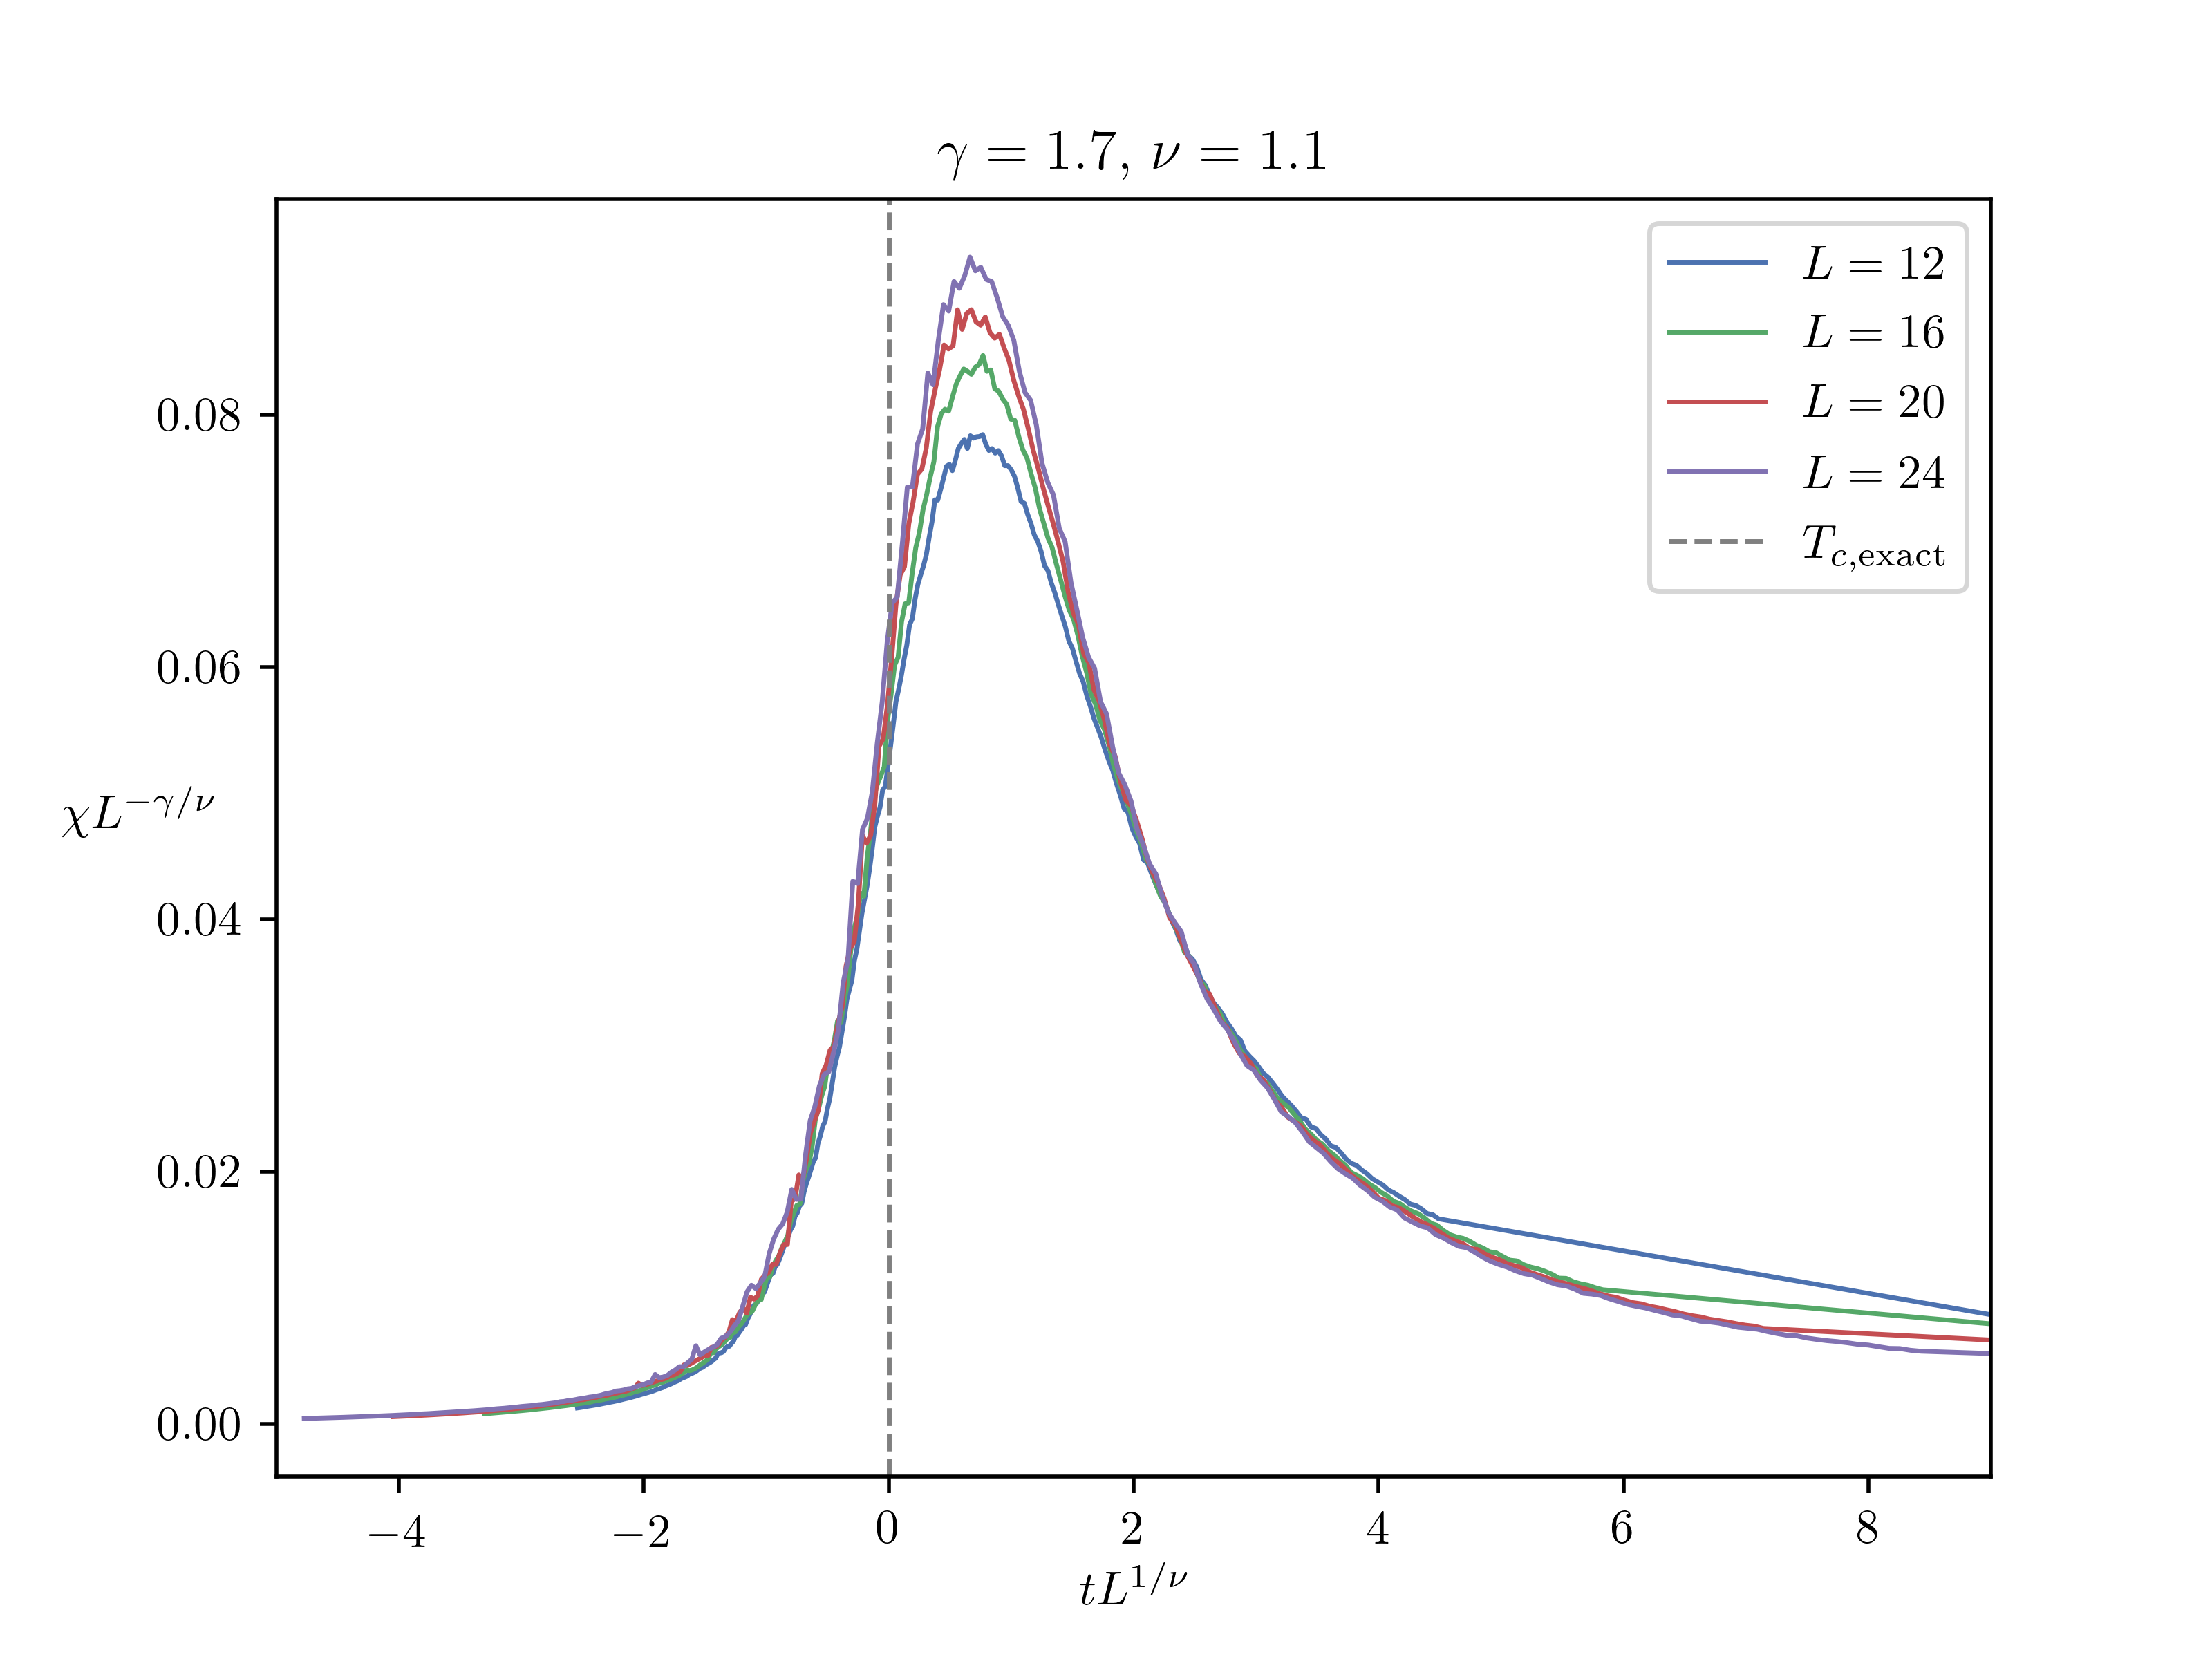 γ = 1.7, ν = 1.1
L = 12
L = 16
L = 20
L = 24
T_{c,exact}
0.08
0.06
0.04
0.02
0.00
χL^{−γ/ν}
−4 −2 0 2 4 6 8
tL^{1/ν}